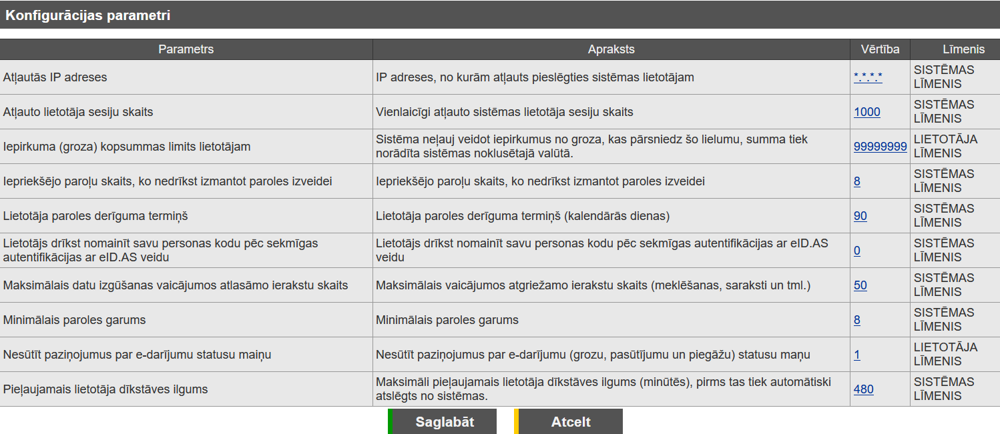 Konfigurācijas parametri
Parametrs Apraksts Vērtība Līmenis
Atļautās IP adreses
IP adreses, no kurām atļauts pieslēgties sistēmas lietotājam
*.*.*.*
SISTĒMAS
LĪMENIS
Atļauto lietotāja sesiju skaits
Vienlaicīgi atļauto sistēmas lietotāja sesiju skaits
1000
SISTĒMAS
LĪMENIS
Iepirkuma (groza) kopsummas limits lietotājam
Sistēma neļauj veidot iepirkumus no groza, kas pārsniedz šo lielumu, summa tiek
norādīta sistēmas noklusētajā valūtā.
99999999
LIETOTĀJA
LĪMENIS
Iepriekšējo paroļu skaits, ko nedrīkst izmantot paroles izveidei
Iepriekšējo paroļu skaits, ko nedrīkst izmantot paroles izveidei
8
SISTĒMAS
LĪMENIS
Lietotāja paroles derīguma termiņš
Lietotāja paroles derīguma termiņš (kalendārās dienas)
90
SISTĒMAS
LĪMENIS
Lietotājs drīkst nomainīt savu personas kodu pēc sekmīgas
autentifikācijas ar eID.AS veidu
Lietotājs drīkst nomainīt savu personas kodu pēc sekmīgas autentifikācijas ar eID.AS
veidu
0
SISTĒMAS
LĪMENIS
Maksimālais datu izgūšanas vaicājumos atlasāmo ierakstu skaits
Maksimālais vaicājumos atgriežamo ierakstu skaits (meklēšanas, saraksti un tml.)
50
SISTĒMAS
LĪMENIS
Minimālais paroles garums
Minimālais paroles garums
8
SISTĒMAS
LĪMENIS
Nesūtīt paziņojumus par e-darījumu statusu maiņu
Nesūtīt paziņojumus par e-darījumu (grozu, pasūtījumu un piegāžu) statusu maņu
1
LIETOTĀJA
LĪMENIS
Pieļaujamais lietotāja dīkstāves ilgums
Maksimāli pieļaujamais lietotāja dīkstāves ilgums (minūtēs), pirms tas tiek automātiski
atslēgts no sistēmas.
480
SISTĒMAS
LĪMENIS
Saglabāt Atcelt